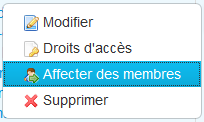 Modifier
Droits d'accès
Affecter des membres
Supprimer